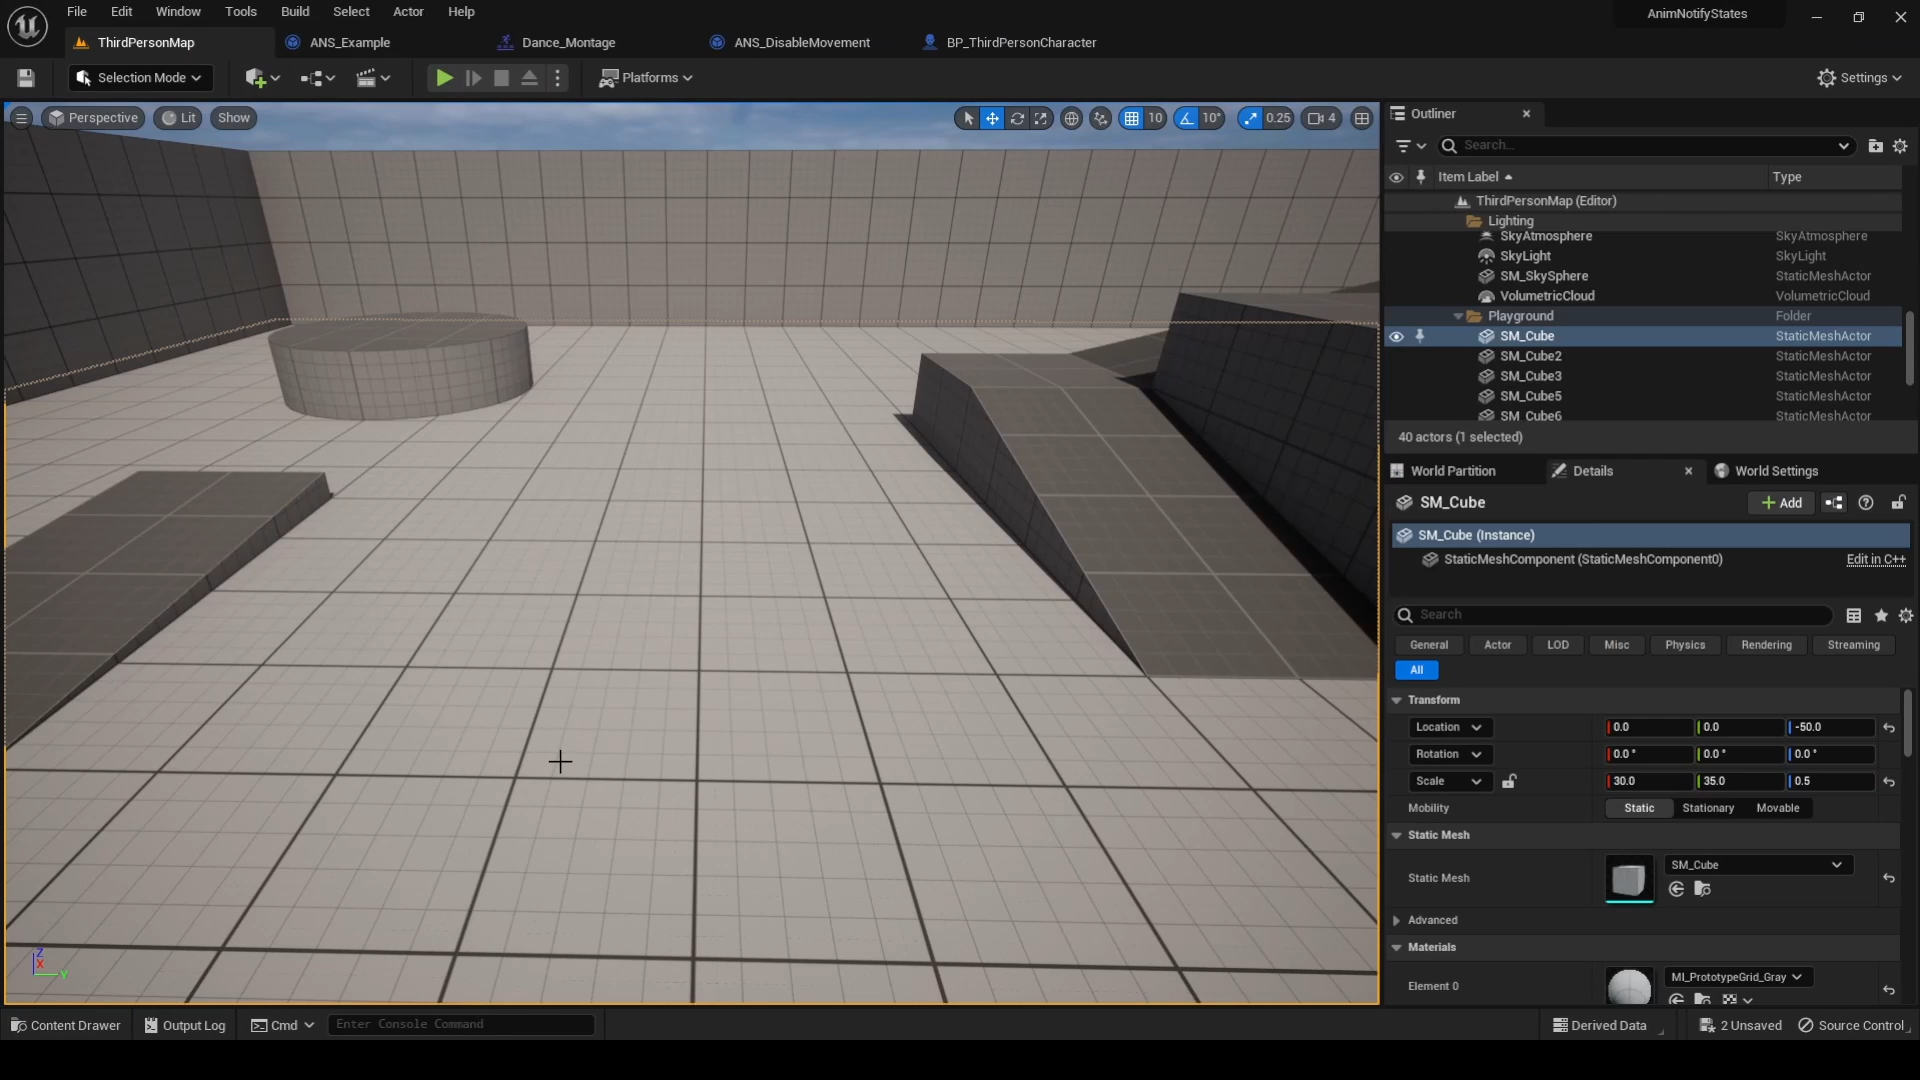 File Edit Window Tools Build Select Actor Help
AnimNotifyStates
ThirdPersonMap ANS_Example Dance_Montage ANS_DisableMovement BP_ThirdPersonCharacter
Selection Mode Platforms Settings
Perspective Lit Show 10 10° 0.25 4
Outliner
Search...
Item Label Type
ThirdPersonMap (Editor)
Lighting
SkyAtmosphere SkyAtmosphere
SkyLight SkyLight
SM_SkySphere StaticMeshActor
VolumetricCloud VolumetricCloud
Playground Folder
SM_Cube StaticMeshActor
SM_Cube2 StaticMeshActor
SM_Cube3 StaticMeshActor
SM_Cube5 StaticMeshActor
SM_Cube6 StaticMeshActor
40 actors (1 selected)
World Partition Details World Settings
SM_Cube Add
SM_Cube (Instance)
StaticMeshComponent (StaticMeshComponent0) Edit in C++
Search
General Actor LOD Misc Physics Rendering Streaming
All
Transform
Location 0.0 0.0 -50.0
Rotation 0.0° 0.0° 0.0°
Scale 30.0 35.0 0.5
Mobility Static Stationary Movable
Static Mesh
Static Mesh SM_Cube
Advanced
Materials
Element 0 MI_PrototypeGrid_Gray
Z
X
Y
Content Drawer Output Log Cmd Enter Console Command Derived Data 2 Unsaved Source Control